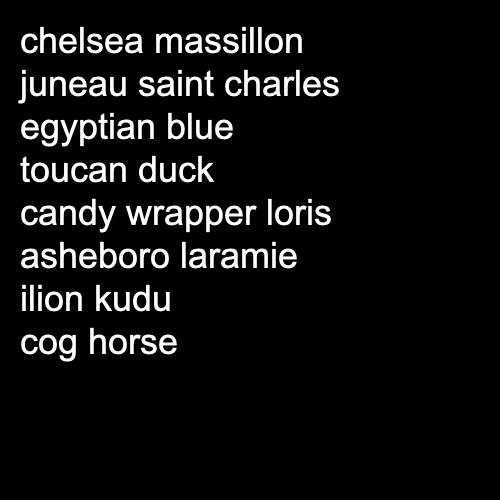 chelsea massillon
juneau saint charles
egyptian blue
toucan duck
candy wrapper loris
asheboro laramie
ilion kudu
cog horse